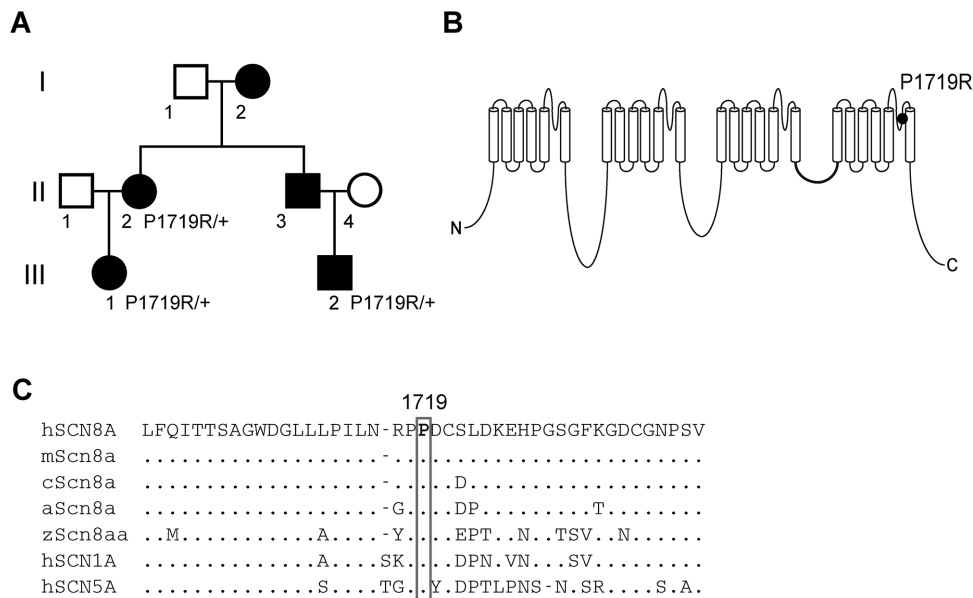 A
B
I
1
2
II
1
2 P1719R/+
3
4
III
1 P1719R/+
2 P1719R/+
P1719R
N
C
C
1719
hSCN8A LFQITTSAGWDGLLLPILN-RPPDCSLDKEHPGSGFKGDCGNPSV
mScn8a ...................-.........................
cScn8a ...................-.....D...................
aScn8a ...................-G....DP.........T........
zScn8aa ..M...........A....-Y....EPT..N..TSV..N......
hSCN1A ..............A....SK....DPN.VN...SV.........
hSCN5A ..............S....TG..Y.DPTLPNS-N.SR....S.A.